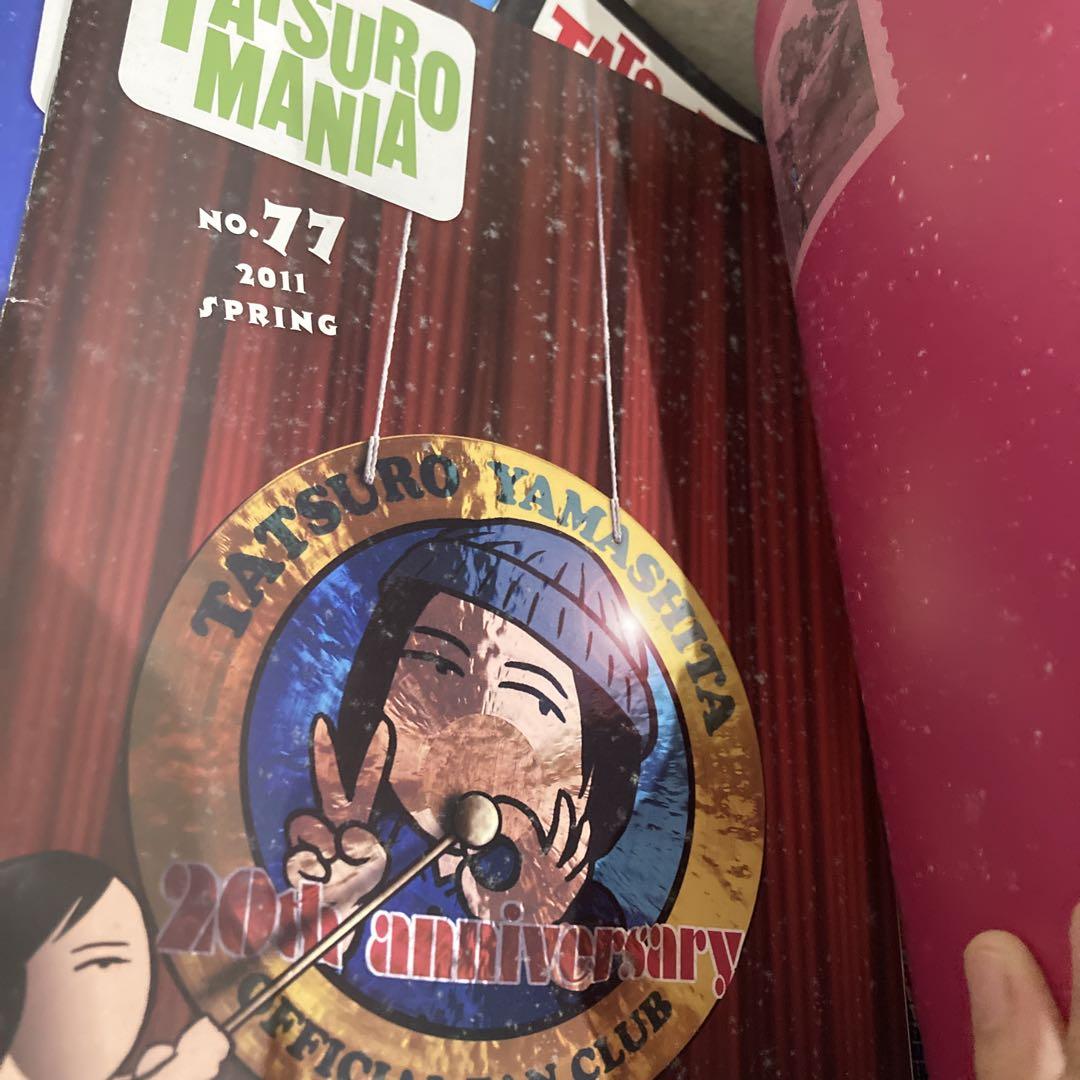 TATSURO
MANIA
NO.77
2011
SPRING
TATSURO YAMASHITA
20th anniversary
OFFICIAL FAN CLUB